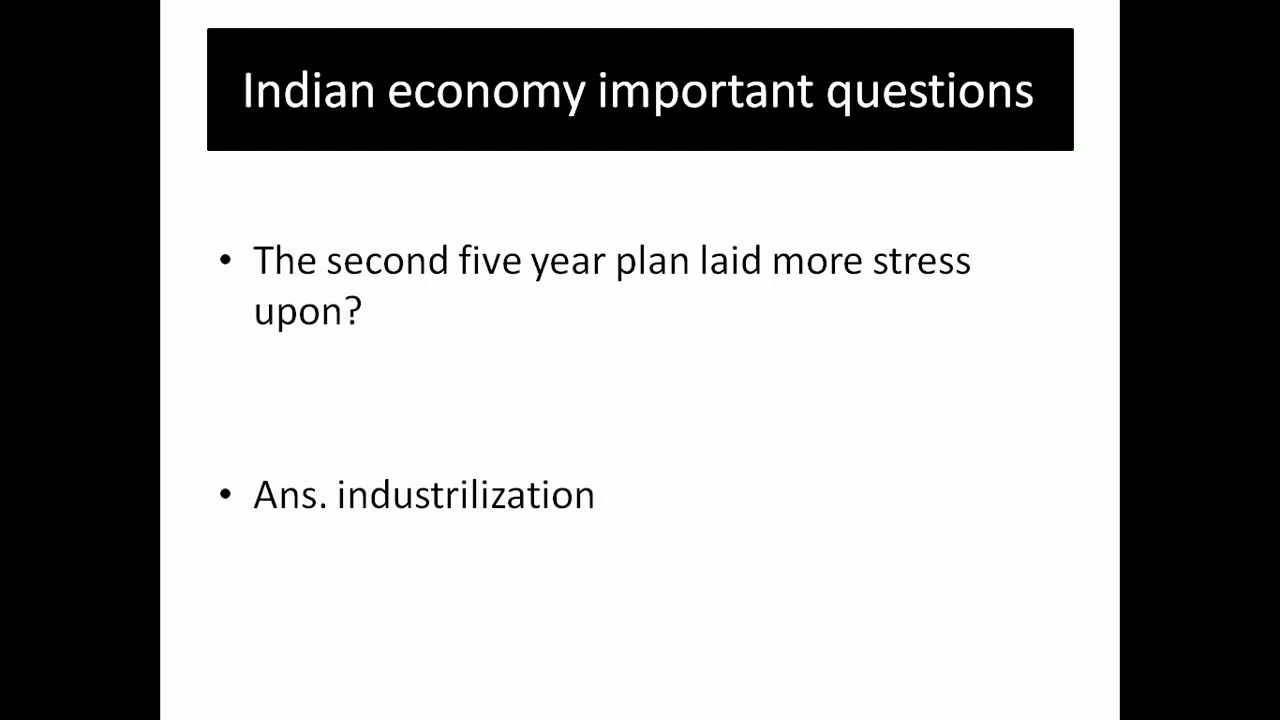 Indian economy important questions
• The second five year plan laid more stress
upon?
• Ans. industrilization